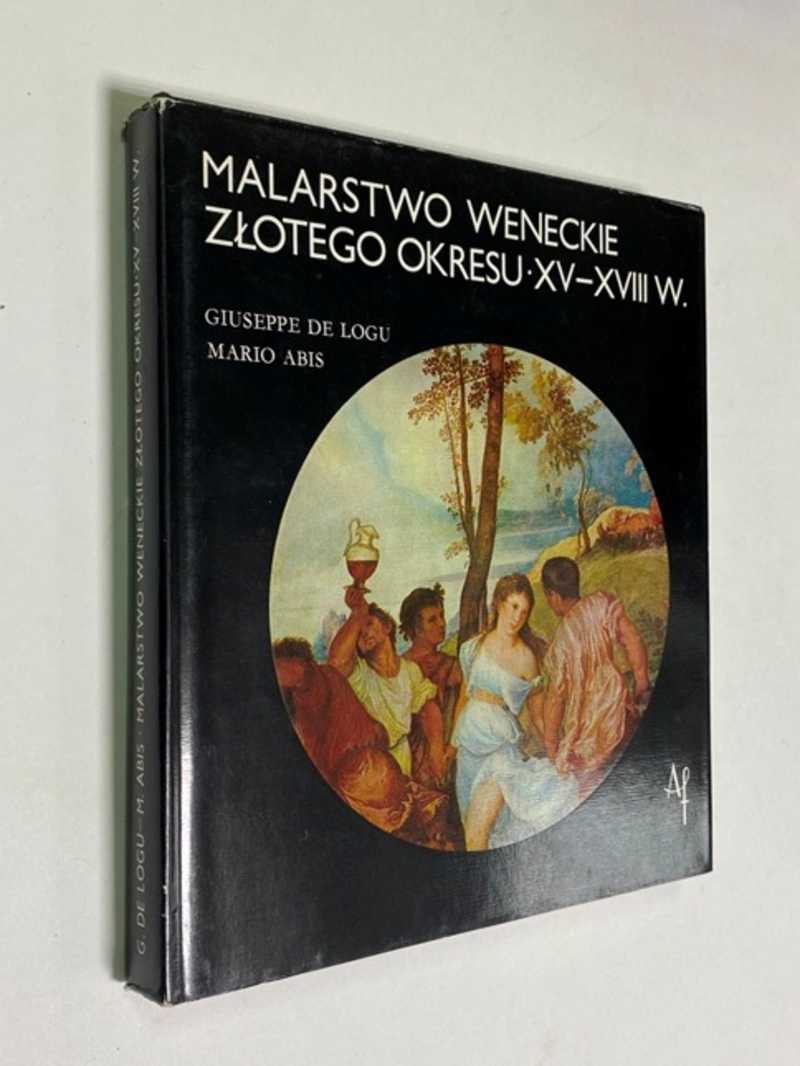 MALARSTWO WENECKIE
ZŁOTEGO OKRESU · XV–XVIII W.
GIUSEPPE DE LOGU
MARIO ABIS
Af
G. DE LOGU · M. ABIS · MALARSTWO WENECKIE ZŁOTEGO OKRESU · XV–XVIII W.